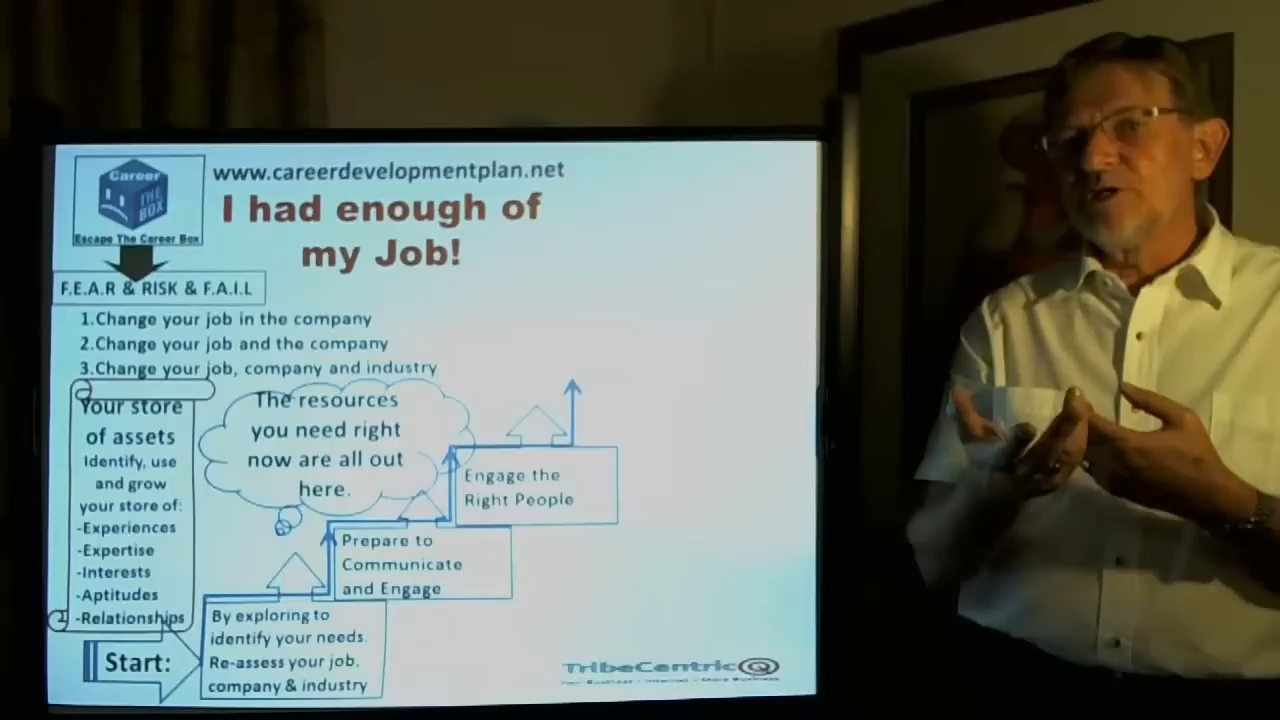 Career
THE
BOX
Escape The Career Box
www.careerdevelopmentplan.net
I had enough of
my Job!
F.E.A.R & RISK & F.A.I.L
1.Change your job in the company
2.Change your job and the company
3.Change your job, company and industry
Your store
of assets
Identify, use
and grow
your store of:
-Experiences
-Expertise
-Interests
-Aptitudes
-Relationships
The resources
you need right
now are all out
here.
Engage the
Right People
Prepare to
Communicate
and Engage
Start:
By exploring to
identify your needs.
Re-assess your job,
company & industry
TribeCentric